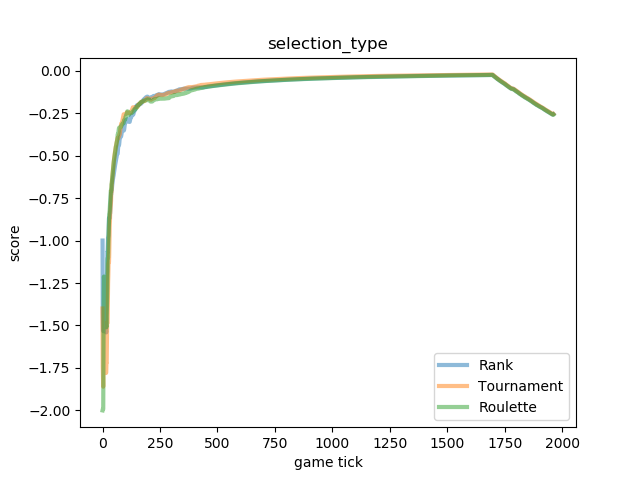 selection_type
0.00
−0.25
−0.50
−0.75
−1.00
−1.25
−1.50
−1.75
−2.00
score
Rank
Tournament
Roulette
0 250 500 750 1000 1250 1500 1750 2000
game tick